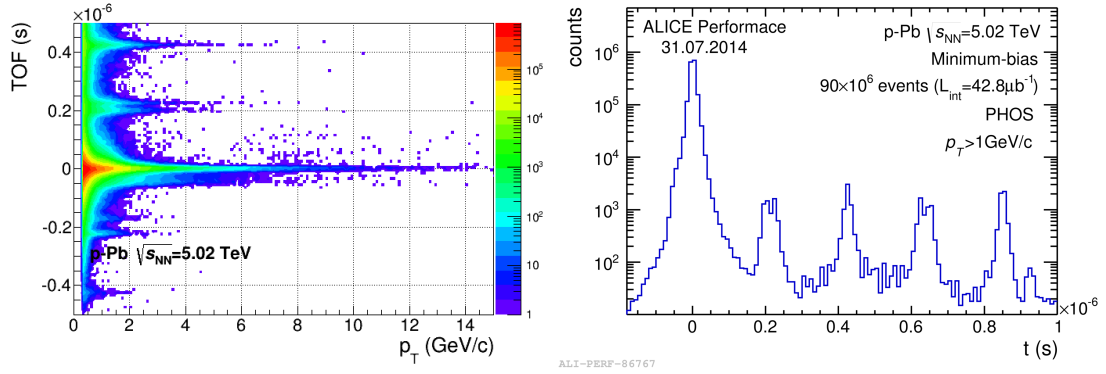 ×10⁻⁶
TOF (s)
0.4
0.2
0
-0.2
-0.4
p-Pb √sNN=5.02 TeV
0 2 4 6 8 10 12 14
pT (GeV/c)
10⁵
10⁴
10³
10²
10
1
counts
10⁶
10⁵
10⁴
10³
10²
ALICE Performace
31.07.2014
p-Pb √sNN=5.02 TeV
Minimum-bias
90×10⁶ events (Lint=42.8μb⁻¹)
PHOS
pT>1GeV/c
0 0.2 0.4 0.6 0.8 1
×10⁻⁶
t (s)
ALI-PERF-86767